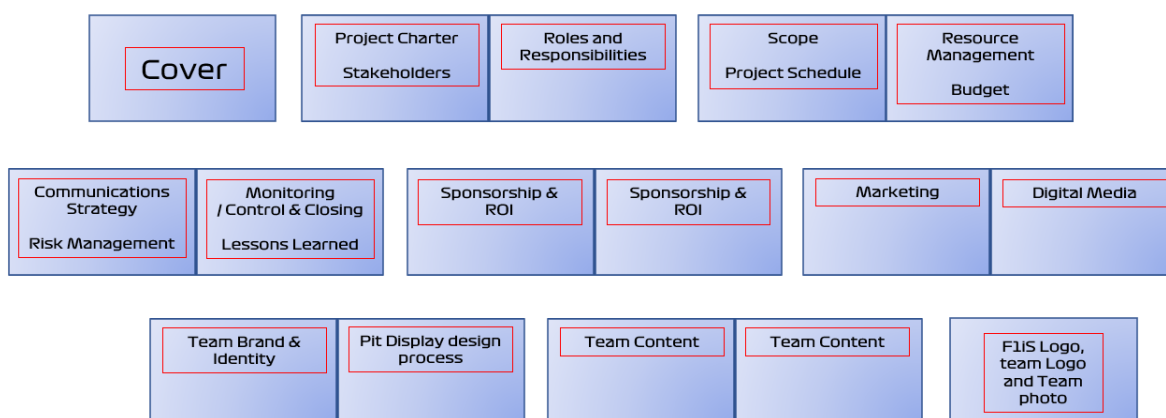 Cover
Project Charter
Stakeholders
Roles and
Responsibilities
Scope
Project Schedule
Resource
Management
Budget
Communications
Strategy
Risk Management
Monitoring
/ Control & Closing
Lessons Learned
Sponsorship &
ROI
Sponsorship &
ROI
Marketing
Digital Media
Team Brand &
Identity
Pit Display design
process
Team Content
Team Content
F1iS Logo,
team Logo
and Team
photo